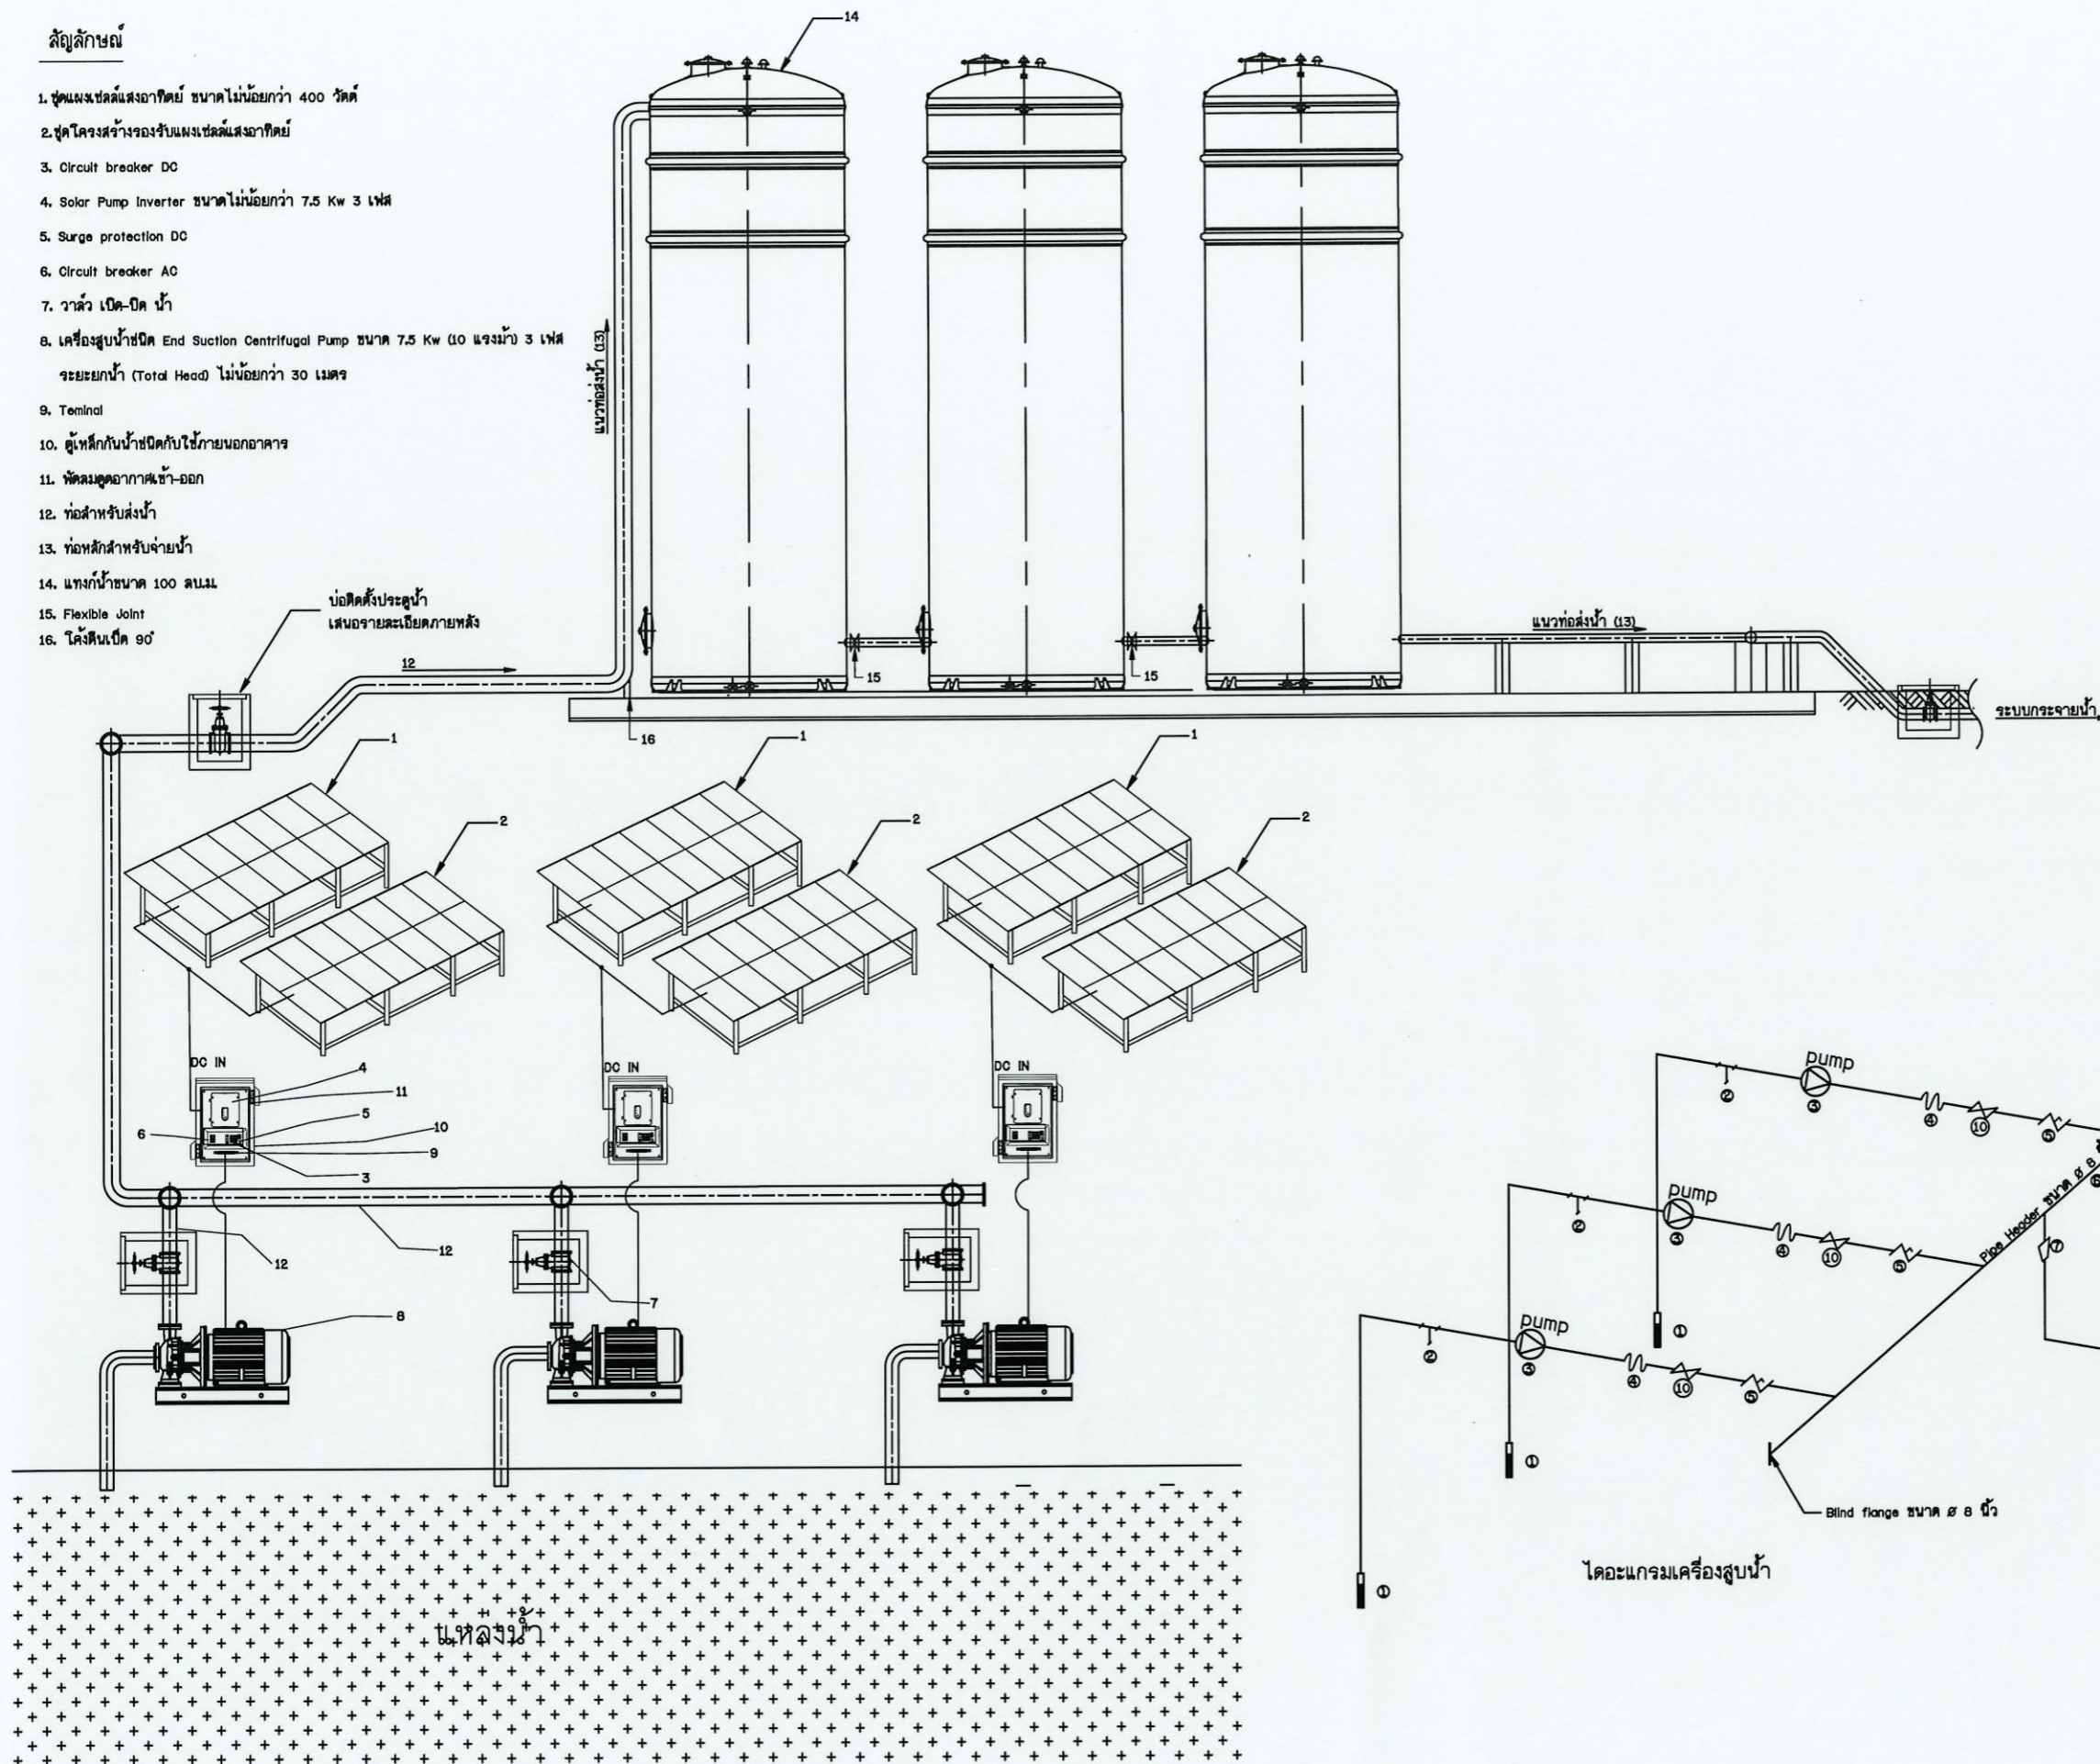 สัญลักษณ์
1. ชุดแผงเซลล์แสงอาทิตย์ ขนาดไม่น้อยกว่า 400 วัตต์
2. ชุดโครงสร้างรองรับแผงเซลล์แสงอาทิตย์
3. Circuit breaker DC
4. Solar Pump Inverter ขนาดไม่น้อยกว่า 7.5 Kw 3 เฟส
5. Surge protection DC
6. Circuit breaker AC
7. วาล์ว เปิด-ปิด น้ำ
8. เครื่องสูบน้ำชนิด End Suction Centrifugal Pump ขนาด 7.5 Kw (10 แรงม้า) 3 เฟส
ระยะยกน้ำ (Total Head) ไม่น้อยกว่า 30 เมตร
9. Teminal
10. ตู้เหล็กกันน้ำชนิดกับใช้ภายนอกอาคาร
11. พัดลมดูดอากาศเข้า-ออก
12. ท่อสำหรับส่งน้ำ
13. ท่อหลักสำหรับจ่ายน้ำ
14. แทงก์น้ำขนาด 100 ลบ.ม.
15. Flexible Joint
16. โค้งตีนเป็ด 90°
14
แนวท่อส่งน้ำ (13)
บ่อติดตั้งประตูน้ำ
เสนอรายละเอียดภายหลัง
12
15
15
16
แนวท่อส่งน้ำ (13)
ระบบกระจายน้ำ
1
1
1
2
2
2
DC IN
DC IN
DC IN
4
11
5
6
10
9
3
12
12
7
8
แหล่งน้ำ
pump
② ③ ④ ⑩ ⑤
Pipe Header ขนาด Ø 8
⑥
⑦
pump
② ③ ④ ⑩ ⑤
①
pump
② ③ ④ ⑩ ⑤
①
Blind flange ขนาด Ø 8 นิ้ว
①
ไดอะแกรมเครื่องสูบน้ำ